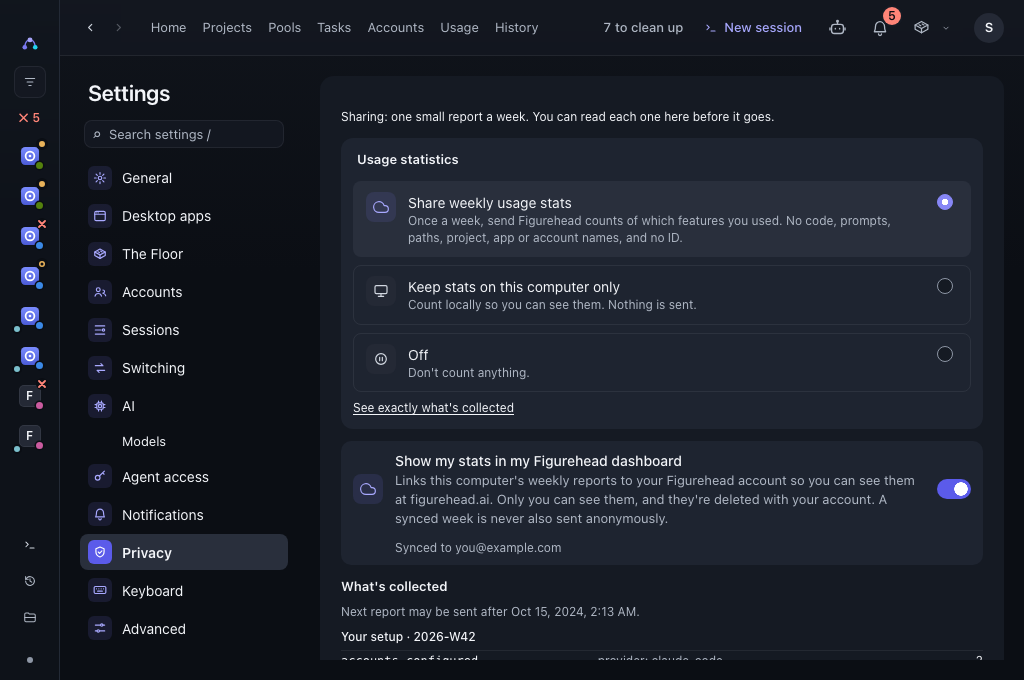 Home Projects Pools Tasks Accounts Usage History 7 to clean up New session 5 S
5
F
F
Settings
Search settings /
General
Desktop apps
The Floor
Accounts
Sessions
Switching
AI
Models
Agent access
Notifications
Privacy
Keyboard
Advanced
Sharing: one small report a week. You can read each one here before it goes.
Usage statistics
Share weekly usage stats
Once a week, send Figurehead counts of which features you used. No code, prompts,
paths, project, app or account names, and no ID.
Keep stats on this computer only
Count locally so you can see them. Nothing is sent.
Off
Don't count anything.
See exactly what's collected
Show my stats in my Figurehead dashboard
Links this computer's weekly reports to your Figurehead account so you can see them
at figurehead.ai. Only you can see them, and they're deleted with your account. A
synced week is never also sent anonymously.
Synced to you@example.com
What's collected
Next report may be sent after Oct 15, 2024, 2:13 AM.
Your setup · 2026-W42
accounts_configured provider: claude_code